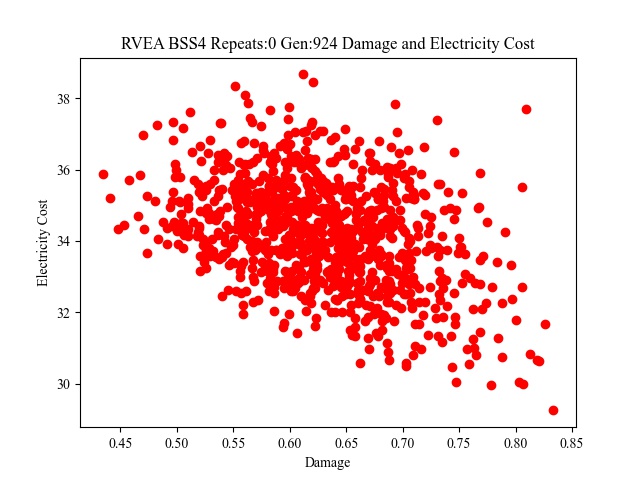 RVEA BSS4 Repeats:0 Gen:924 Damage and Electricity Cost
38
36
34
32
30
Electricity Cost
0.45 0.50 0.55 0.60 0.65 0.70 0.75 0.80 0.85
Damage